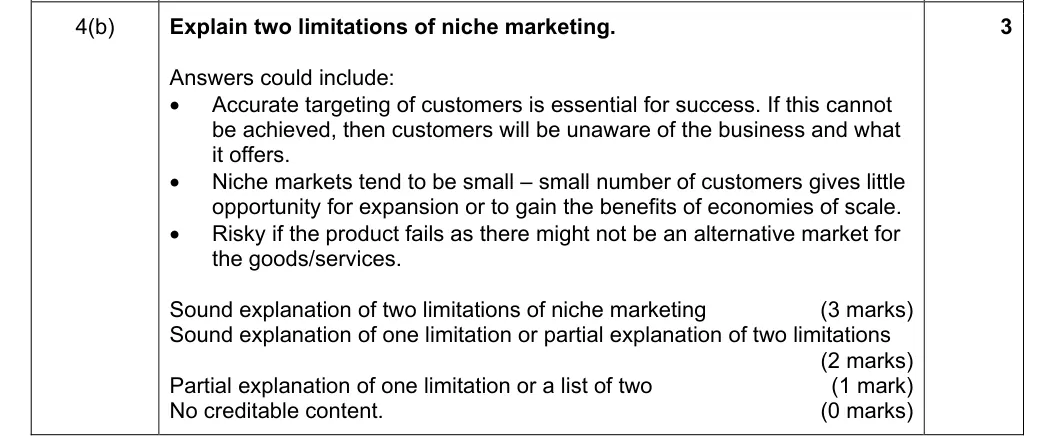 4(b) Explain two limitations of niche marketing. 3
Answers could include:
• Accurate targeting of customers is essential for success. If this cannot
be achieved, then customers will be unaware of the business and what
it offers.
• Niche markets tend to be small – small number of customers gives little
opportunity for expansion or to gain the benefits of economies of scale.
• Risky if the product fails as there might not be an alternative market for
the goods/services.
Sound explanation of two limitations of niche marketing (3 marks)
Sound explanation of one limitation or partial explanation of two limitations
(2 marks)
Partial explanation of one limitation or a list of two (1 mark)
No creditable content. (0 marks)